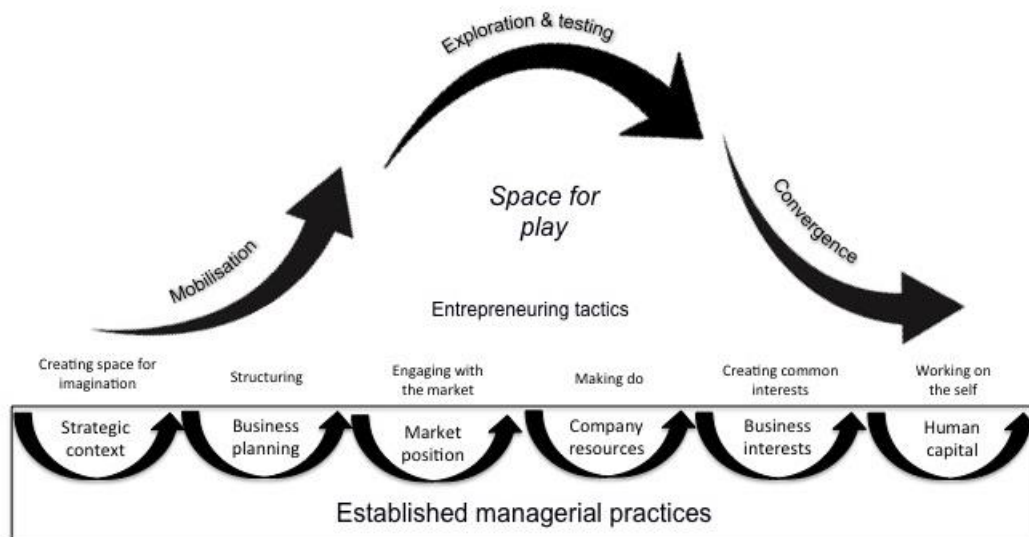 Exploration & testing
Mobilisation
Convergence
Space for
play
Entrepreneuring tactics
Creating space for
imagination
Structuring
Engaging with
the market
Making do
Creating common
interests
Working on
the self
Strategic
context
Business
planning
Market
position
Company
resources
Business
interests
Human
capital
Established managerial practices